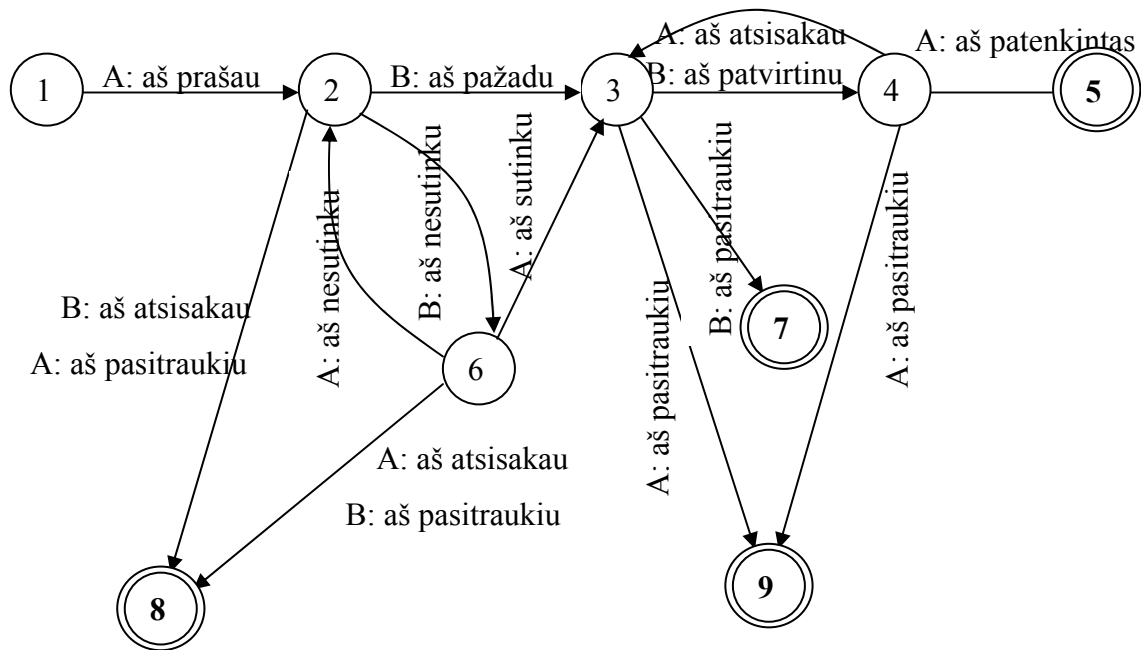 A: aš atsisakau
A: aš patenkintas
1
A: aš prašau
2
B: aš pažadu
3
B: aš patvirtinu
4
5
A: aš nesutinku
B: aš nesutinku
A: aš sutinku
B: aš pasitraukiu
A: aš pasitraukiu
A: aš pasitraukiu
B: aš atsisakau
A: aš pasitraukiu
6
7
A: aš atsisakau
B: aš pasitraukiu
8
9